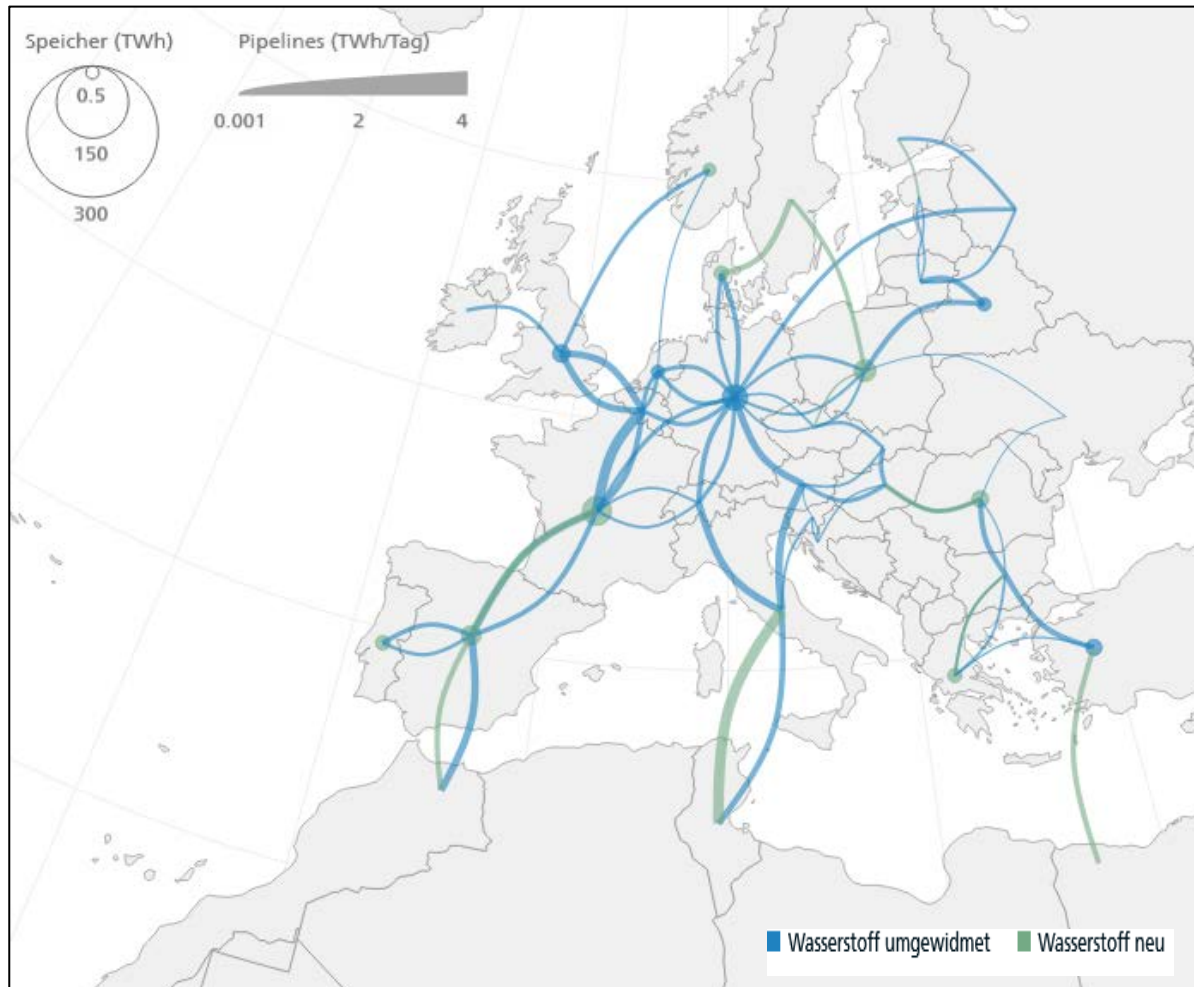 Speicher (TWh)
Pipelines (TWh/Tag)
0.5
150
300
0.001 2 4
Wasserstoff umgewidmet
Wasserstoff neu